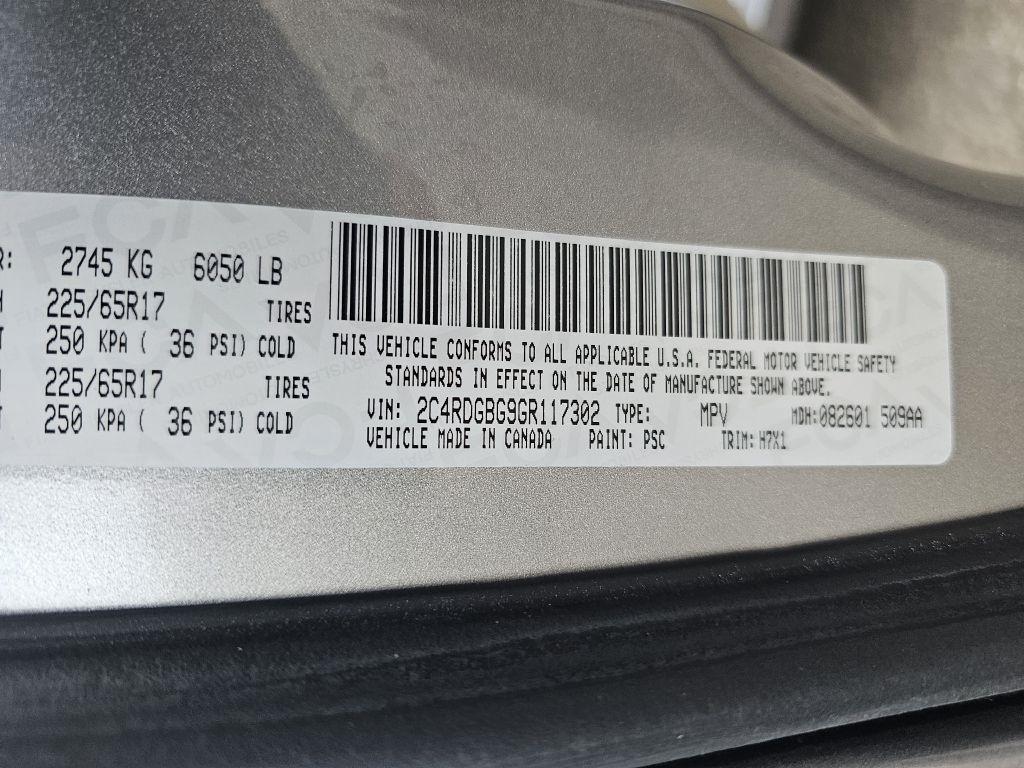 R: 2745 KG 6050 LB
225/65R17 TIRES
250 KPA ( 36 PSI) COLD
225/65R17 TIRES
250 KPA ( 36 PSI) COLD
THIS VEHICLE CONFORMS TO ALL APPLICABLE U.S.A. FEDERAL MOTOR VEHICLE SAFETY
STANDARDS IN EFFECT ON THE DATE OF MANUFACTURE SHOWN ABOVE.
VIN: 2C4RDGBG9GR117302 TYPE: MPV MDH:082601 509AA
VEHICLE MADE IN CANADA PAINT: PSC TRIM: H7X1